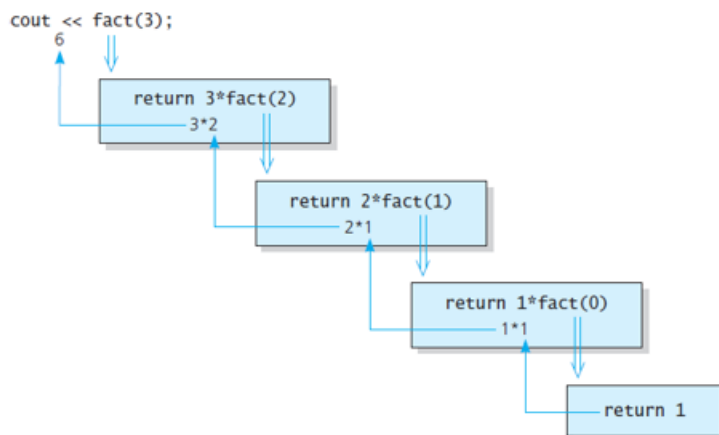 cout << fact(3);
6
return 3*fact(2)
3*2
return 2*fact(1)
2*1
return 1*fact(0)
1*1
return 1